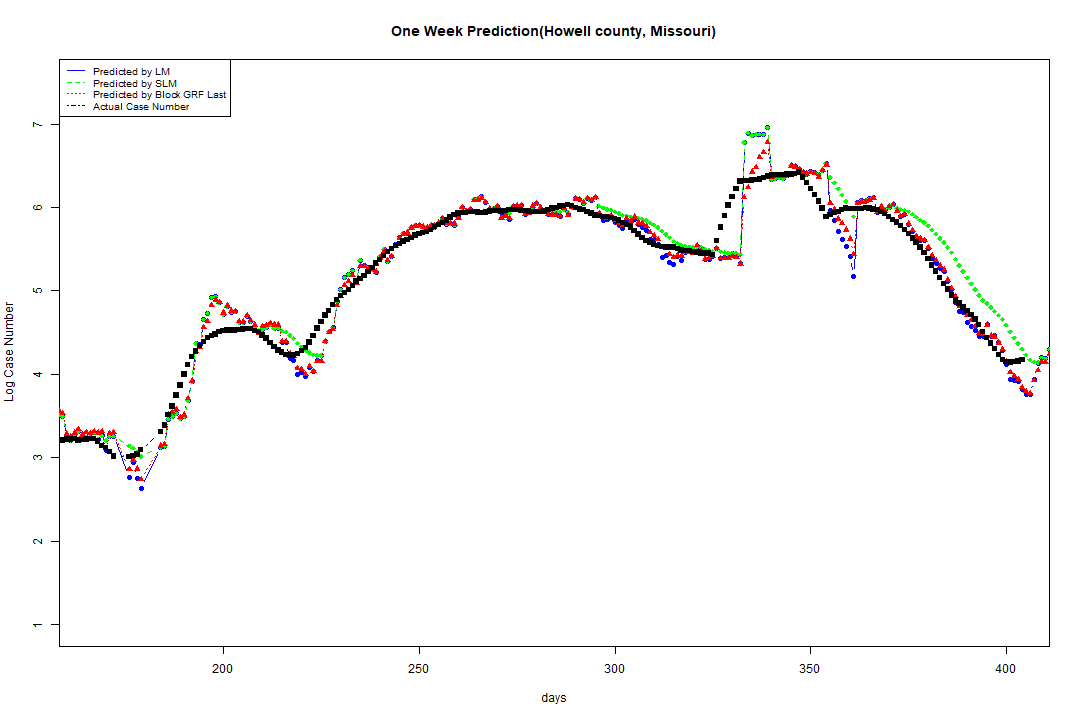 One Week Prediction(Howell county, Missouri)
Predicted by LM
Predicted by SLM
Predicted by Block GRF Last
Actual Case Number
Log Case Number
7
6
5
4
3
2
1
200 250 300 350 400
days